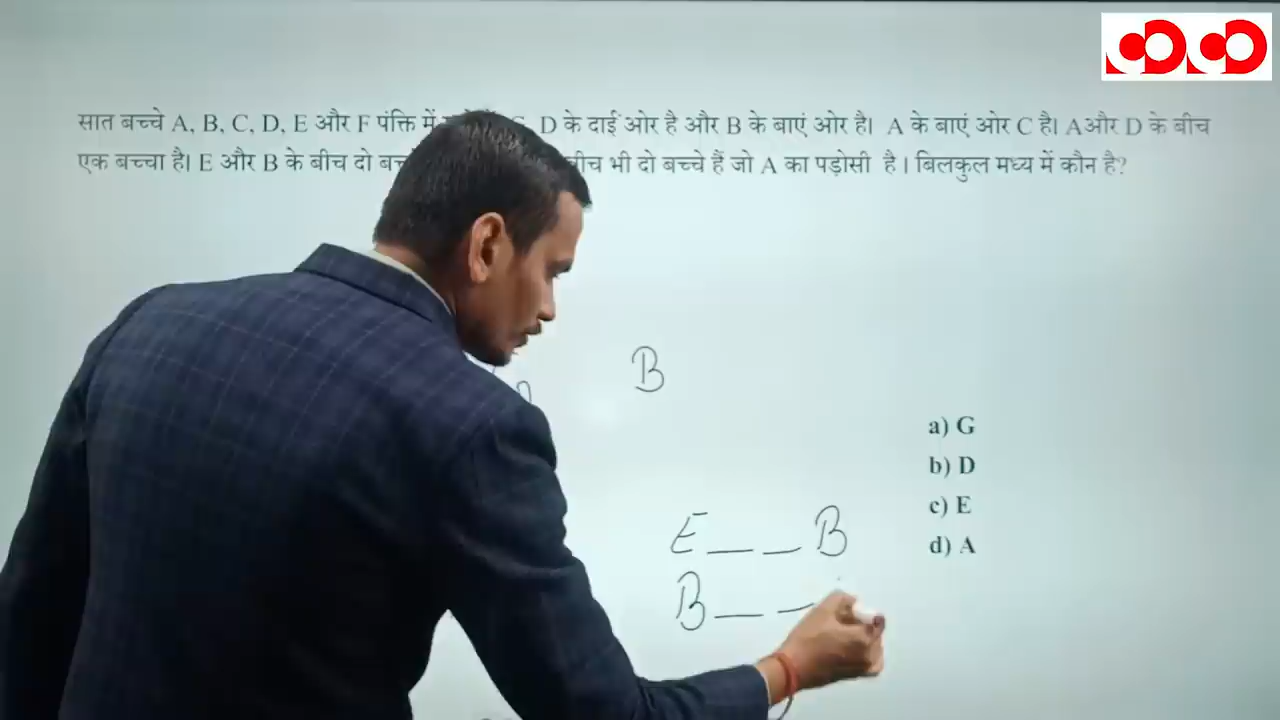 सात बच्चे A, B, C, D, E और F पंक्ति में D के दाईं ओर है और B के बाएं ओर है। A के बाएं ओर C है। A और D के बीच
एक बच्चा है। E और B के बीच दो भी दो बच्चे हैं जो A का पड़ोसी है। बिलकुल मध्य में कौन है?
B
a) G
b) D
c) E
d) A
E _ _ B
B _ _